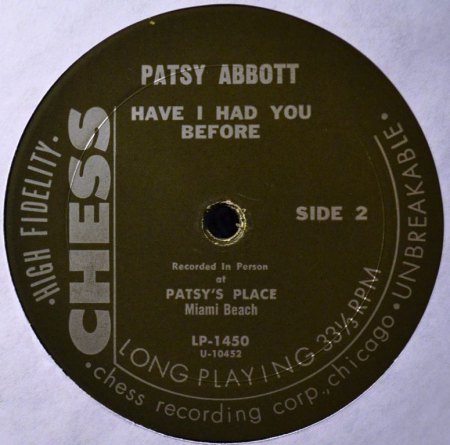 PATSY ABBOTT
HAVE I HAD YOU
BEFORE
SIDE 2
Recorded In Person
at
PATSY'S PLACE
Miami Beach
LP-1450
U-10452
CHESS
·HIGH FIDELITY·
LONG PLAYING 33⅓ RPM
·UNBREAKABLE·
·chess recording corp., chicago·